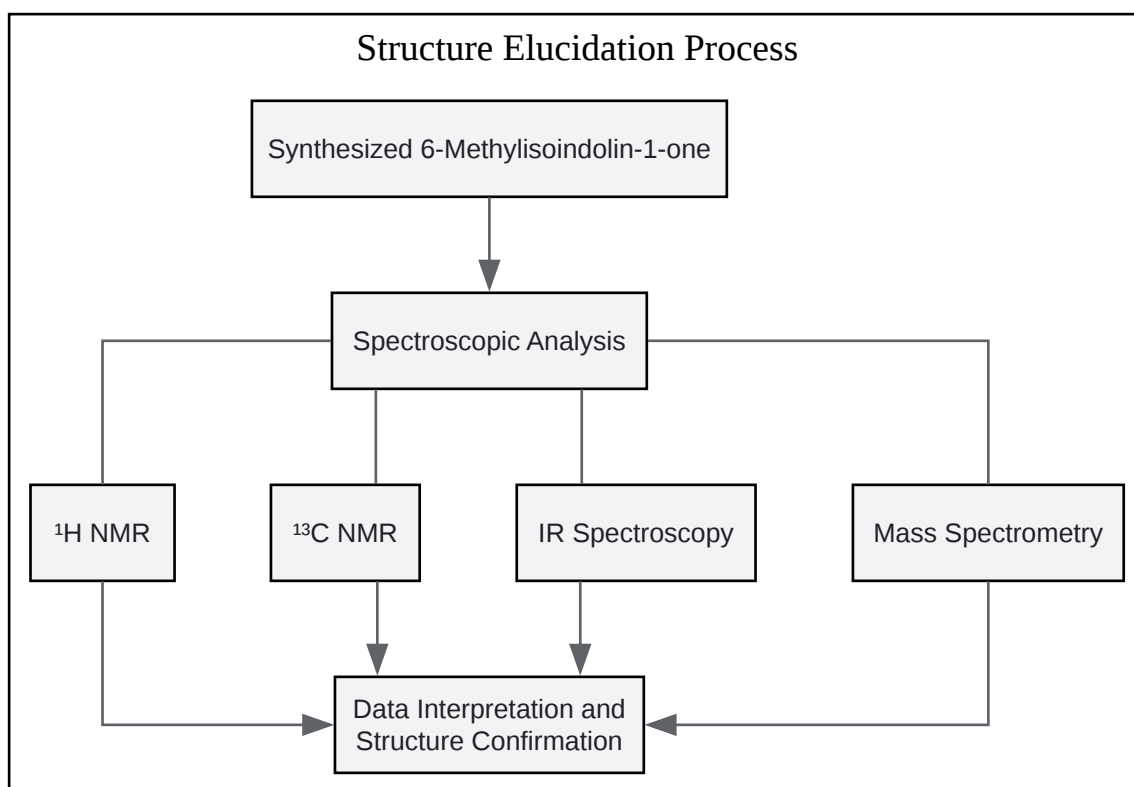 Structure Elucidation Process
Synthesized 6-Methylisoindolin-1-one
Spectroscopic Analysis
¹H NMR
¹³C NMR
IR Spectroscopy
Mass Spectrometry
Data Interpretation and
Structure Confirmation